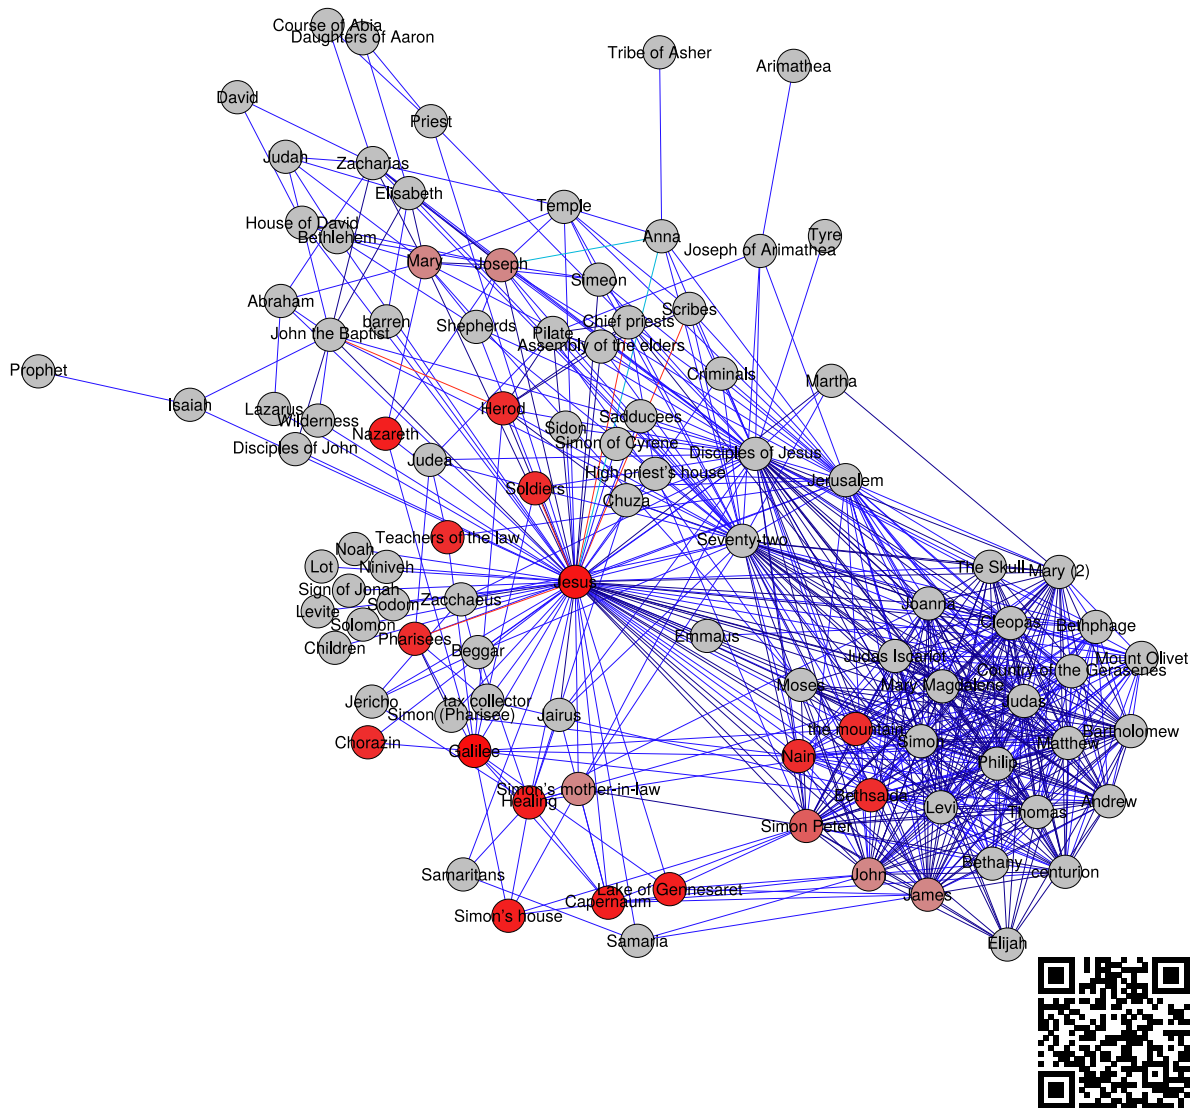 Course of Abia
Daughters of Aaron
Tribe of Asher
Arimathea
David
Priest
Judah
Zacharias
Elisabeth
Temple
House of David
Bethlehem
Anna
Joseph of Arimathea
Tyre
Mary
Joseph
Simeon
Abraham
Scribes
John the Baptist
barren
Shepherds
Pilate
Chief priests
Assembly of the elders
Prophet
Criminals
Martha
Isaiah
Lazarus
Wilderness
Herod
Sadducees
Nazareth
Sidon
Simon of Cyrene
Disciples of John
Judea
Disciples of Jesus
High priest's house
Jerusalem
Soldiers
Chuza
Teachers of the law
Seventy-two
Noah
Lot
Niniveh
Jesus
The Skull
Mary (2)
Sign of Jonah
Sodom
Zacchaeus
Joanna
Levite
Solomon
Pharisees
Emmaus
Cleopas
Bethphage
Children
Beggar
Judas Iscariot
Mount Olivet
Country of the Gerasenes
Moses
Mary Magdalene
Jericho
tax collector
Simon (Pharisee)
Jairus
Judas
the mountain
Bartholomew
Chorazin
Galilee
Nain
Simon
Matthew
Philip
Simon's mother-in-law
Healing
Bethsaida
Levi
Thomas
Andrew
Simon Peter
Samaritans
John
Bethany
centurion
Lake of Gennesaret
James
Capernaum
Simon's house
Samaria
Elijah